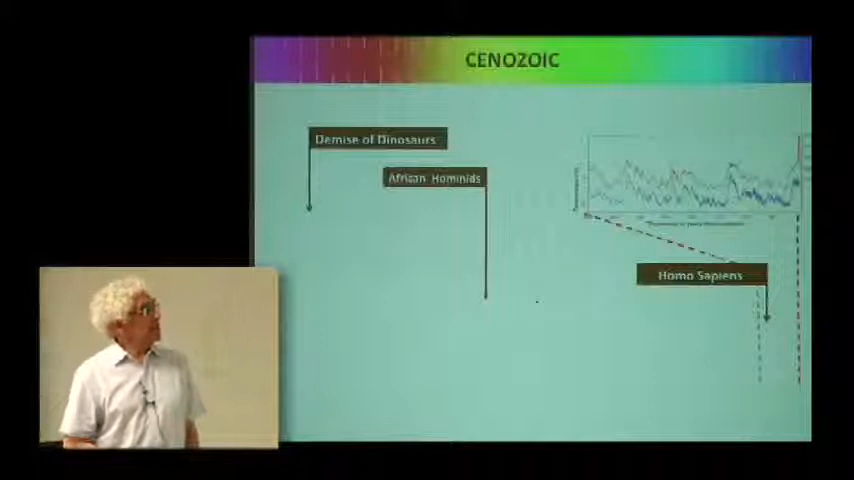 CENOZOIC
Demise of Dinosaurs
African Hominids
Homo Sapiens